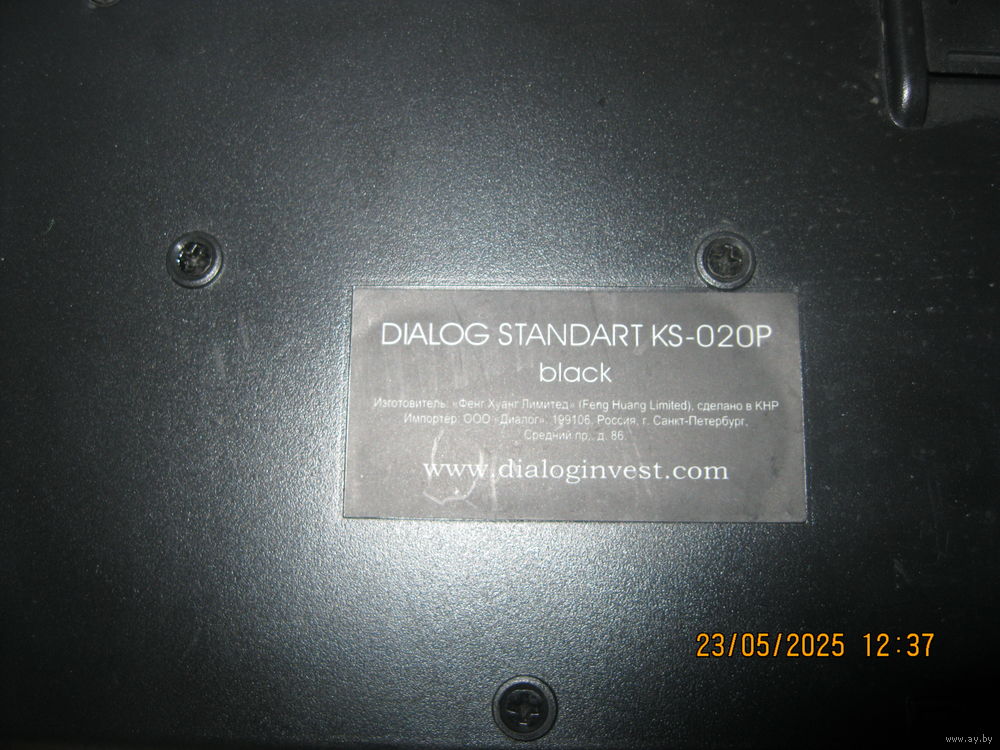 DIALOG STANDART KS-020P
black
Изготовитель: «Фенг Хуанг Лимитед» (Feng Huang Limited), сделано в КНР
Импортер: ООО «Диалог», 199106, Россия, г. Санкт-Петербург,
Средний пр., д. 86.
www.dialoginvest.com
23/05/2025 12:37
www.ay.by